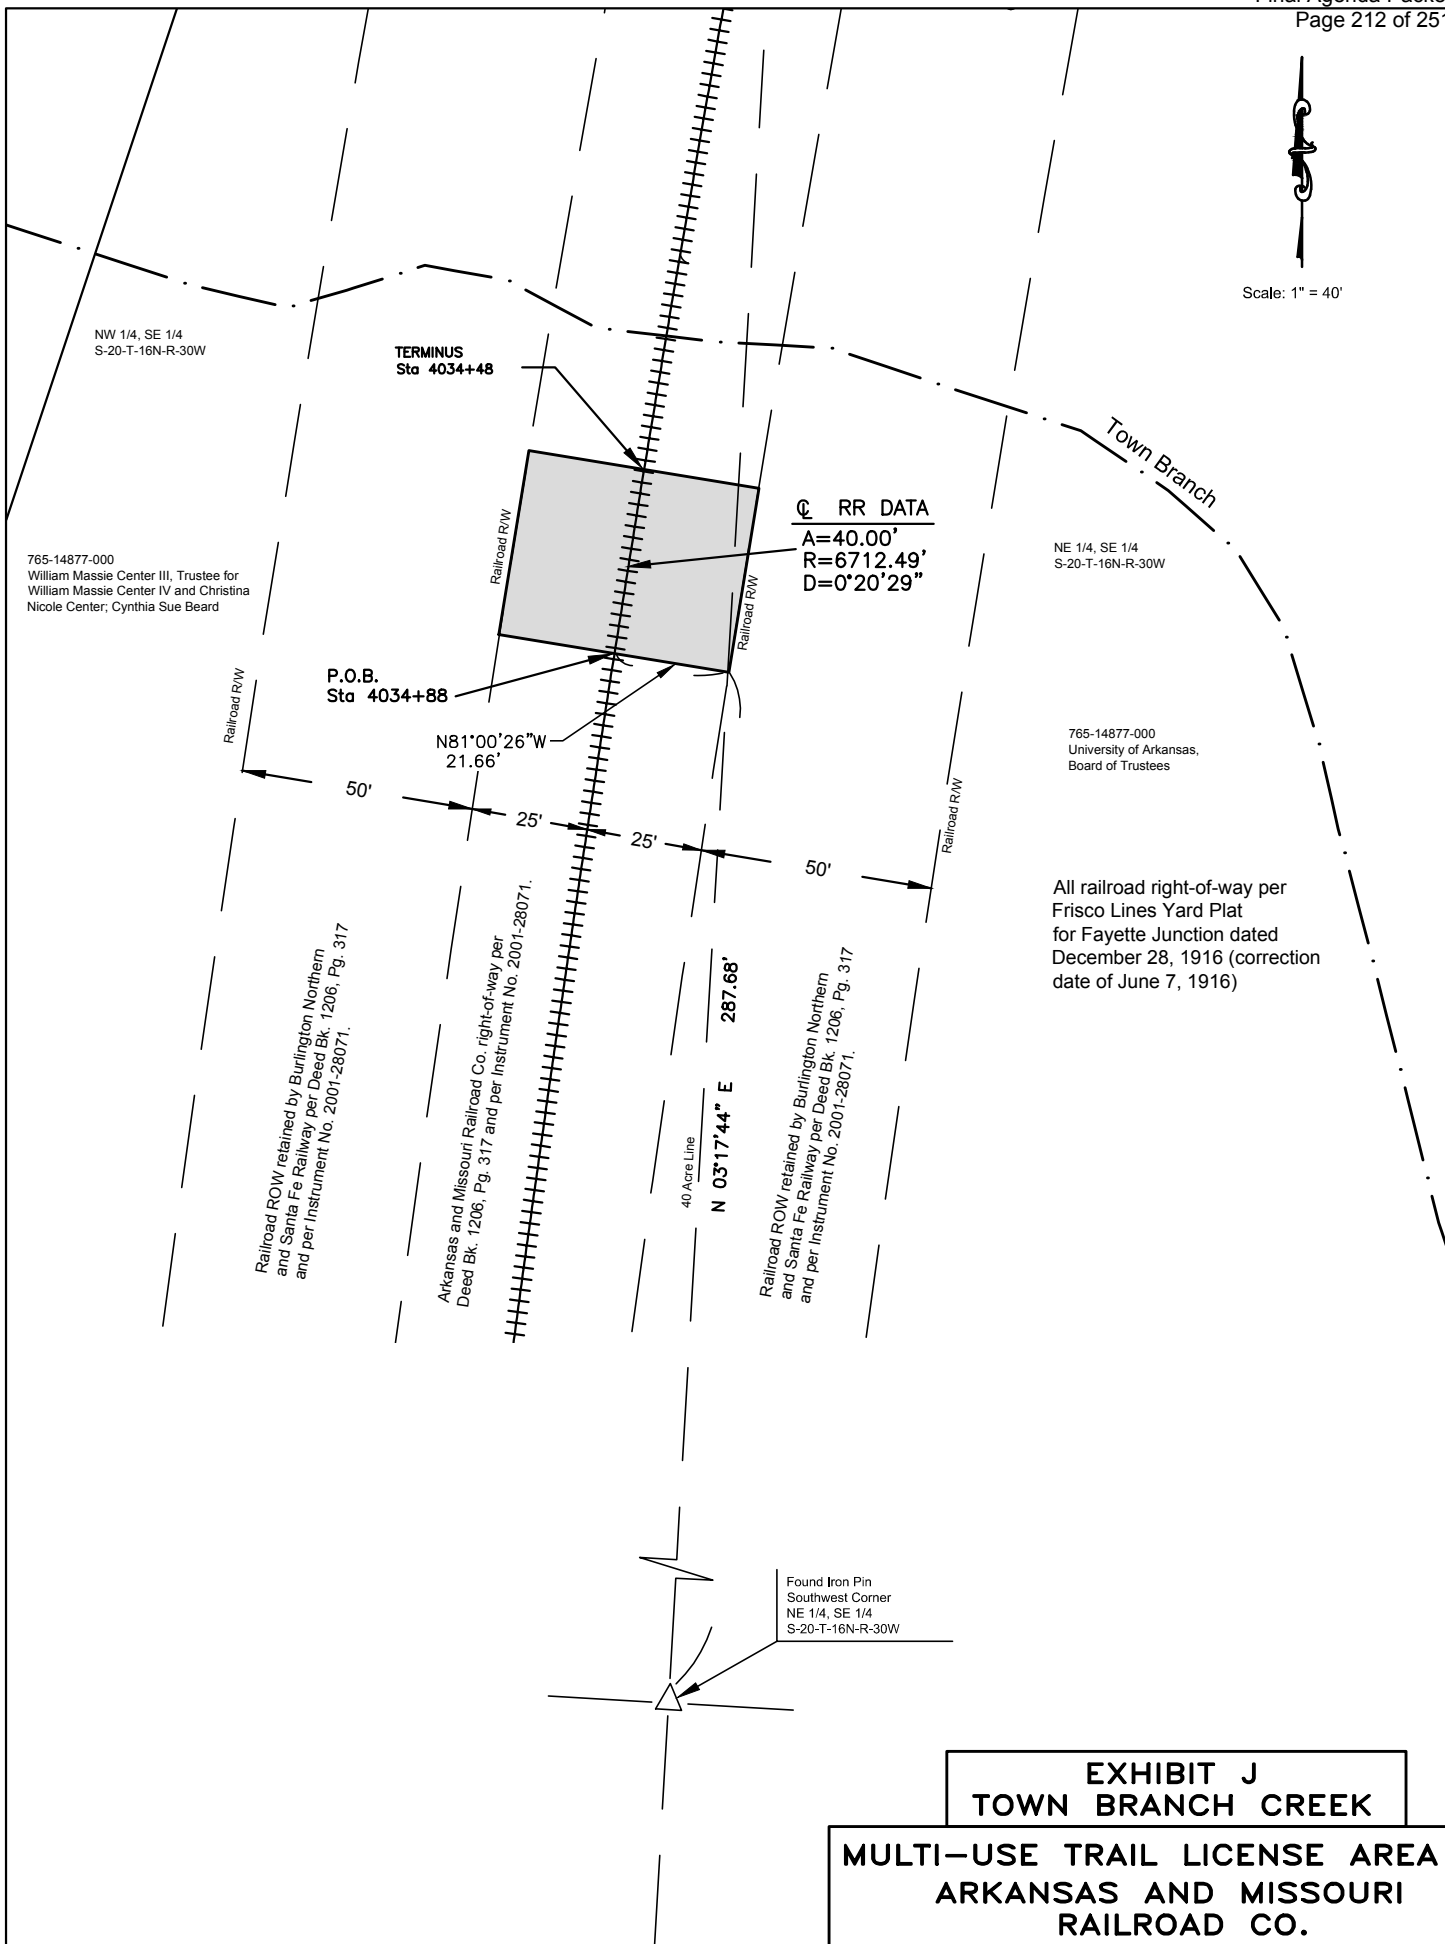 Page 212 of 251
Scale: 1" = 40'
NW 1/4, SE 1/4
S-20-T-16N-R-30W
TERMINUS
Sta 4034+48
Town Branch
℄ RR DATA
A=40.00'
R=6712.49'
D=0°20'29"
Railroad R/W
Railroad R/W
NE 1/4, SE 1/4
S-20-T-16N-R-30W
765-14877-000
William Massie Center III, Trustee for
William Massie Center IV and Christina
Nicole Center; Cynthia Sue Beard
P.O.B.
Sta 4034+88
Railroad R/W
N81°00'26"W
21.66'
765-14877-000
University of Arkansas,
Board of Trustees
Railroad R/W
50'
25'
25'
50'
All railroad right-of-way per
Frisco Lines Yard Plat
for Fayette Junction dated
December 28, 1916 (correction
date of June 7, 1916)
Railroad ROW retained by Burlington Northern
and Santa Fe Railway per Deed Bk. 1206, Pg. 317
and per Instrument No. 2001-28071.
Arkansas and Missouri Railroad Co. right-of-way per
Deed Bk. 1206, Pg. 317 and per Instrument No. 2001-28071.
40 Acre Line
N 03°17'44" E 287.68'
Railroad ROW retained by Burlington Northern
and Santa Fe Railway per Deed Bk. 1206, Pg. 317
and per Instrument No. 2001-28071.
Found Iron Pin
Southwest Corner
NE 1/4, SE 1/4
S-20-T-16N-R-30W
EXHIBIT J
TOWN BRANCH CREEK
MULTI-USE TRAIL LICENSE AREA
ARKANSAS AND MISSOURI
RAILROAD CO.